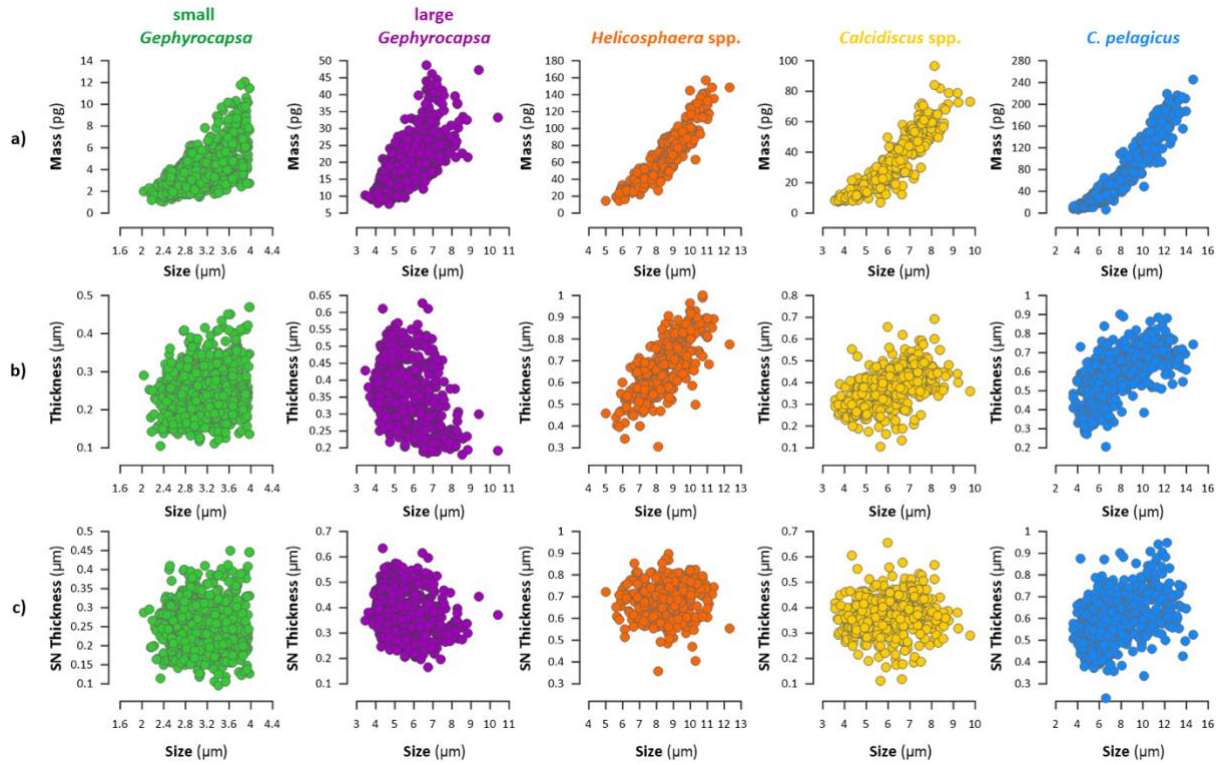 small
Gephyrocapsa
large
Gephyrocapsa
Helicosphaera spp.
Calcidiscus spp.
C. pelagicus
a)
Mass (pg)
14
12
10
8
6
4
2
0
1.6 2 2.4 2.8 3.2 3.6 4 4.4
Size (µm)
Mass (pg)
50
45
40
35
30
25
20
15
10
5
3 4 5 6 7 8 9 10 11
Size (µm)
Mass (pg)
180
160
140
120
100
80
60
40
20
0
4 5 6 7 8 9 10 11 12 13
Size (µm)
Mass (pg)
100
80
60
40
20
0
3 4 5 6 7 8 9 10
Size (µm)
Mass (pg)
280
240
200
160
120
80
40
0
2 4 6 8 10 12 14 16
Size (µm)
b)
Thickness (µm)
0.5
0.4
0.3
0.2
0.1
1.6 2 2.4 2.8 3.2 3.6 4 4.4
Size (µm)
Thickness (µm)
0.65
0.6
0.55
0.5
0.45
0.4
0.35
0.3
0.25
0.2
3 4 5 6 7 8 9 10 11
Size (µm)
Thickness (µm)
1
0.9
0.8
0.7
0.6
0.5
0.4
0.3
4 5 6 7 8 9 10 11 12 13
Size (µm)
Thickness (µm)
0.8
0.7
0.6
0.5
0.4
0.3
0.2
0.1
3 4 5 6 7 8 9 10
Size (µm)
Thickness (µm)
1
0.9
0.8
0.7
0.6
0.5
0.4
0.3
0.2
2 4 6 8 10 12 14 16
Size (µm)
c)
SN Thickness (µm)
0.5
0.45
0.4
0.35
0.3
0.25
0.2
0.15
0.1
1.6 2 2.4 2.8 3.2 3.6 4 4.4
Size (µm)
SN Thickness (µm)
0.7
0.6
0.5
0.4
0.3
0.2
0.1
3 4 5 6 7 8 9 10 11
Size (µm)
SN Thickness (µm)
1
0.9
0.8
0.7
0.6
0.5
0.4
0.3
4 5 6 7 8 9 10 11 12 13
Size (µm)
SN Thickness (µm)
0.7
0.6
0.5
0.4
0.3
0.2
0.1
3 4 5 6 7 8 9 10
Size (µm)
SN Thickness (µm)
1
0.9
0.8
0.7
0.6
0.5
0.4
0.3
2 4 6 8 10 12 14 16
Size (µm)